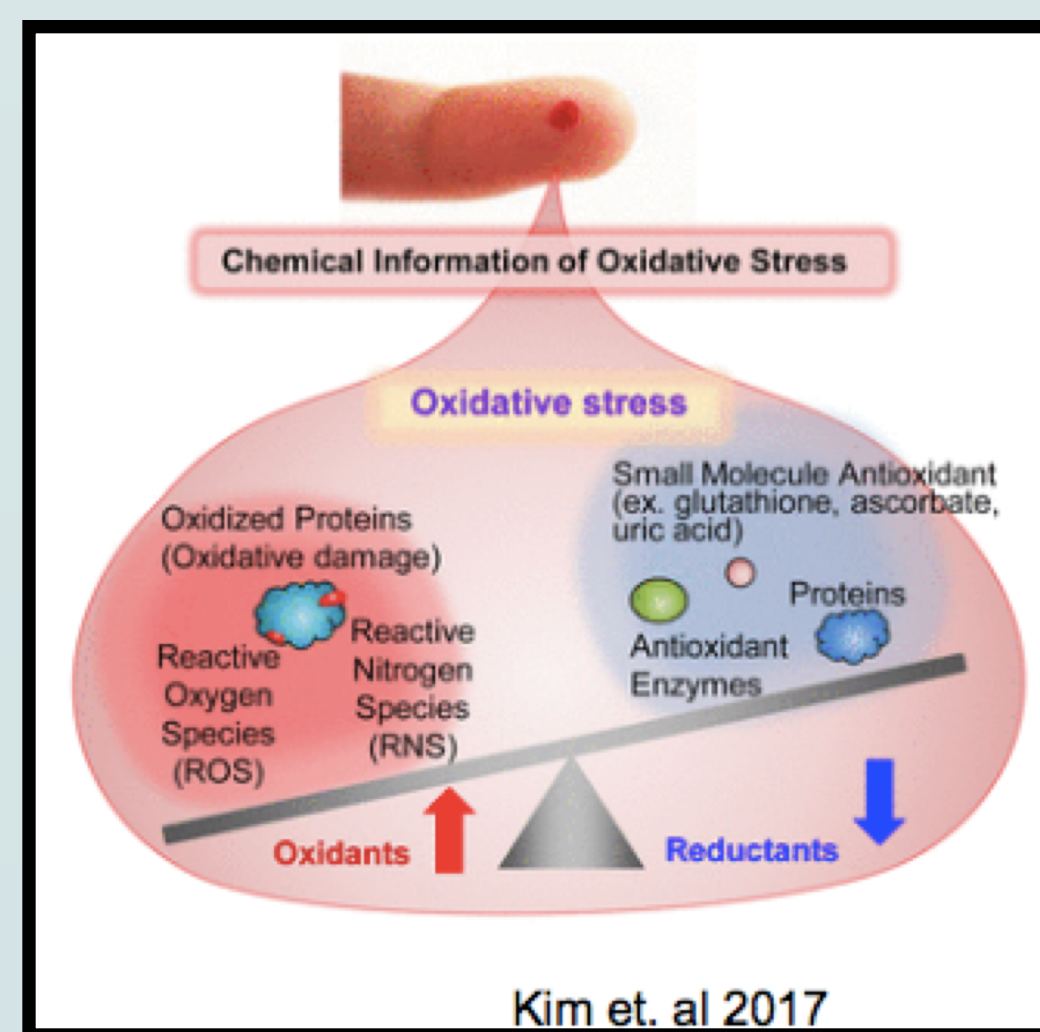 Chemical Information of Oxidative Stress
Oxidative stress
Oxidized Proteins
(Oxidative damage)
Reactive
Oxygen
Species
(ROS)
Reactive
Nitrogen
Species
(RNS)
Small Molecule Antioxidant
(ex. glutathione, ascorbate,
uric acid)
Proteins
Antioxidant
Enzymes
Oxidants
Reductants
Kim et. al 2017